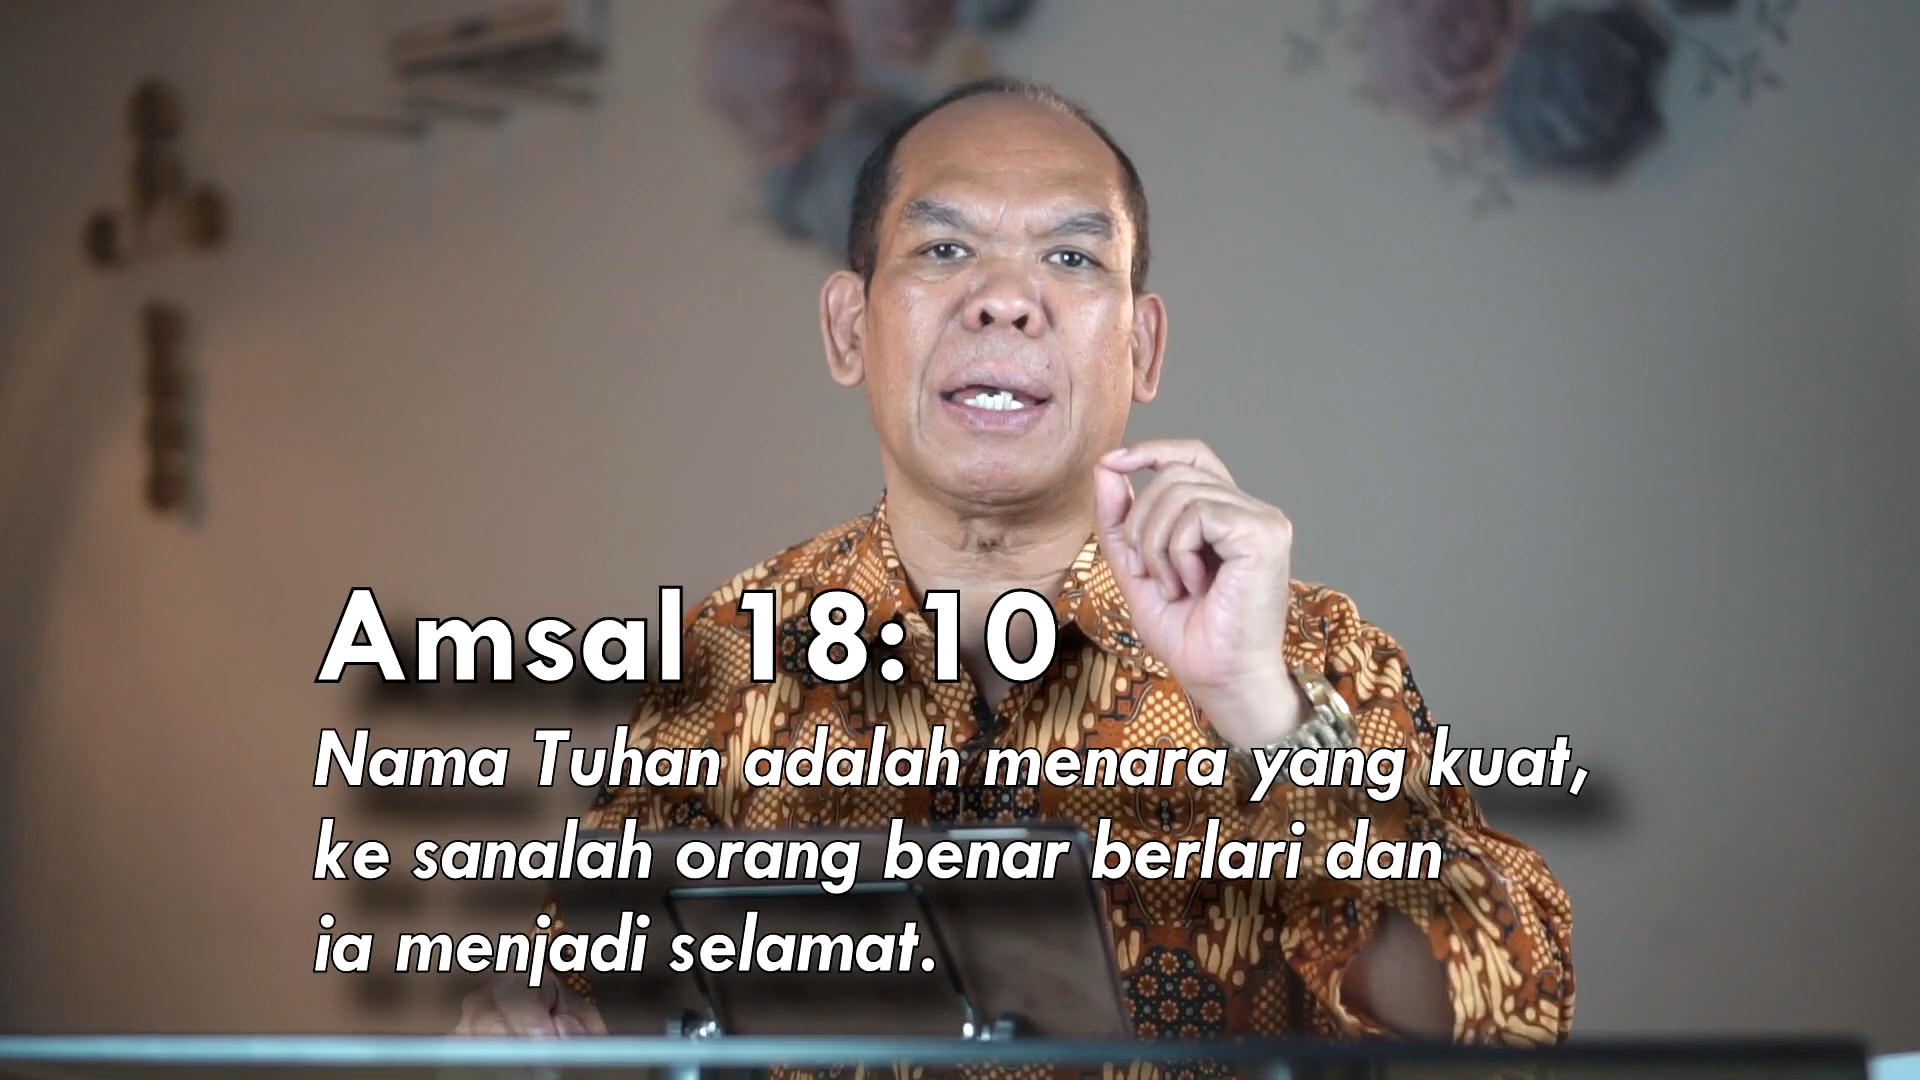 Amsal 18:10
Nama Tuhan adalah menara yang kuat,
ke sanalah orang benar berlari dan
ia menjadi selamat.